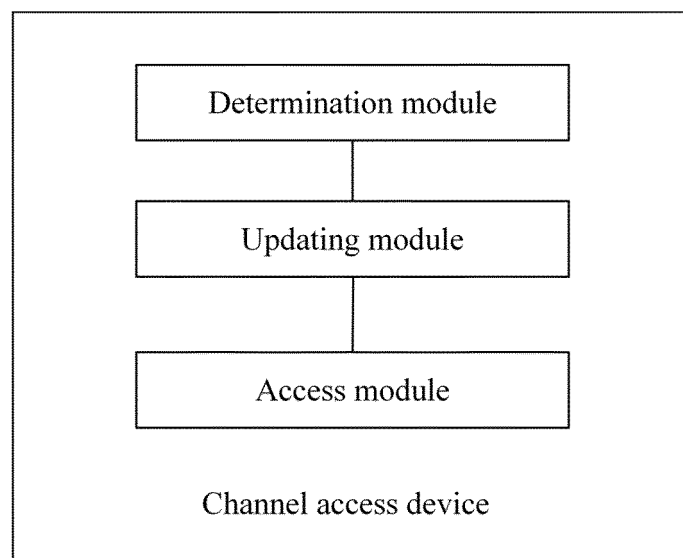 Determination module
Updating module
Access module
Channel access device